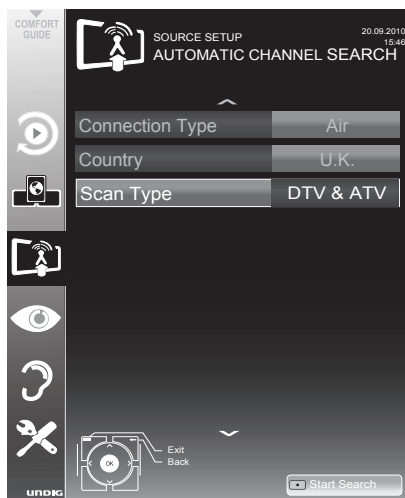 COMFORT
GUIDE
SOURCE SETUP
20.09.2010
15:46
AUTOMATIC CHANNEL SEARCH
Connection Type Air
Country U.K.
Scan Type DTV & ATV
Exit
OK
Back
Start Search
UNDIG